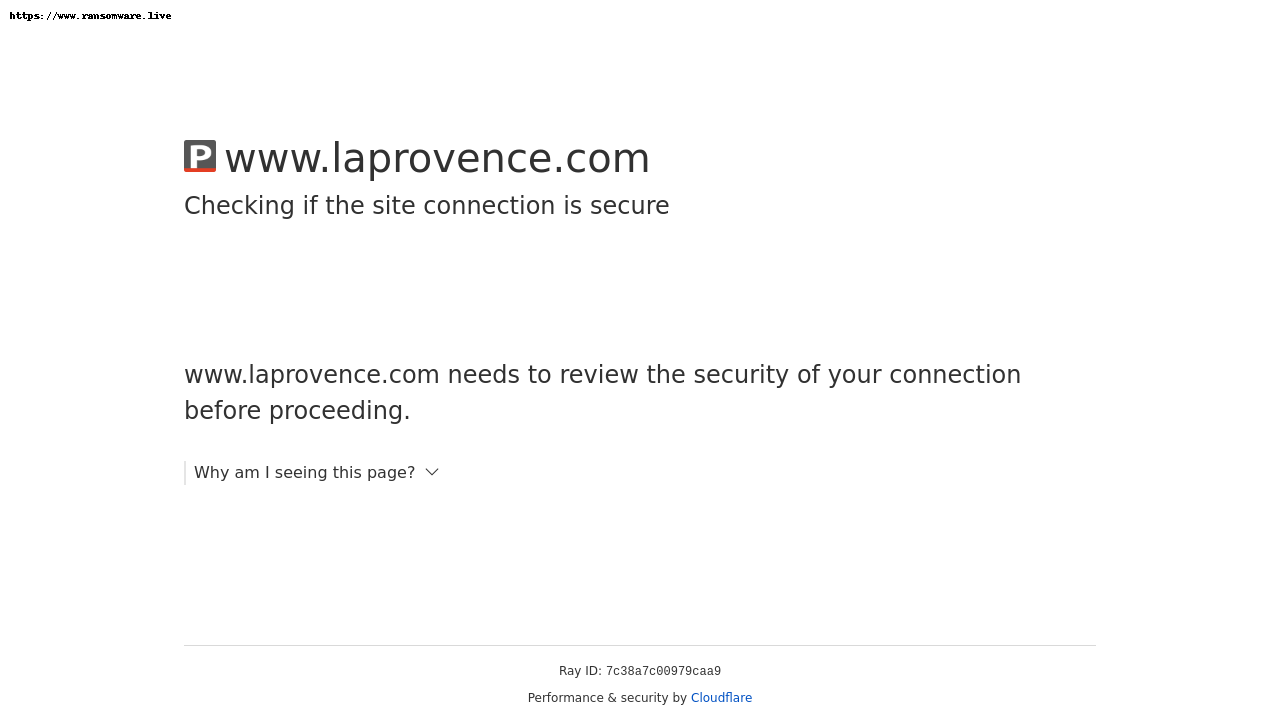 https://www.ransomware.live
P www.laprovence.com
Checking if the site connection is secure
www.laprovence.com needs to review the security of your connection
before proceeding.
Why am I seeing this page?
Ray ID: 7c38a7c00979caa9
Performance & security by Cloudflare